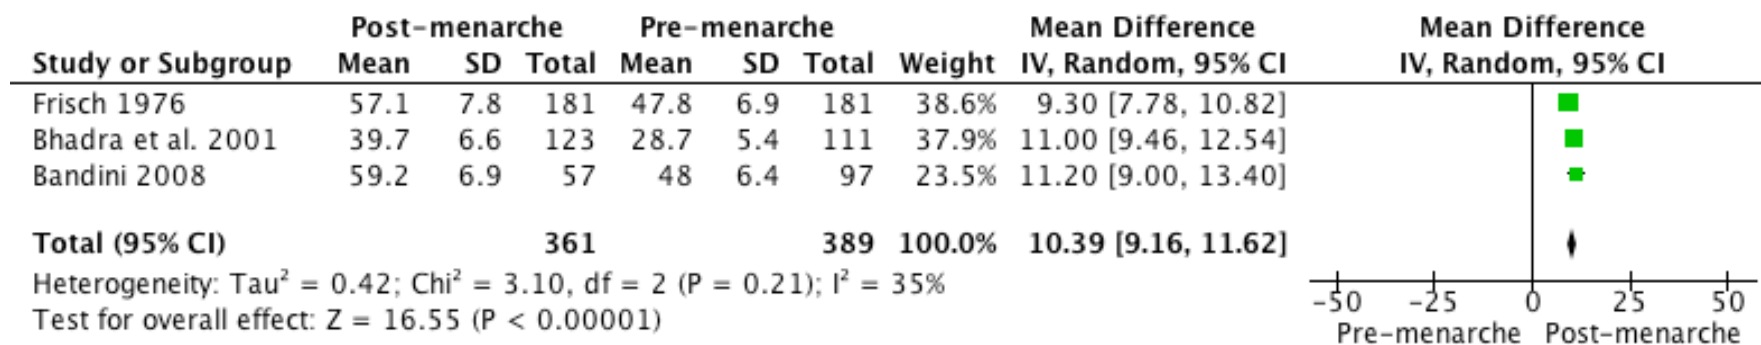 Post-menarche Pre-menarche Mean Difference Mean Difference
Study or Subgroup Mean SD Total Mean SD Total Weight IV, Random, 95% CI IV, Random, 95% CI
Frisch 1976 57.1 7.8 181 47.8 6.9 181 38.6% 9.30 [7.78, 10.82]
Bhadra et al. 2001 39.7 6.6 123 28.7 5.4 111 37.9% 11.00 [9.46, 12.54]
Bandini 2008 59.2 6.9 57 48 6.4 97 23.5% 11.20 [9.00, 13.40]
Total (95% CI) 361 389 100.0% 10.39 [9.16, 11.62]
Heterogeneity: Tau² = 0.42; Chi² = 3.10, df = 2 (P = 0.21); I² = 35%
Test for overall effect: Z = 16.55 (P < 0.00001)
-50 -25 0 25 50
Pre-menarche Post-menarche